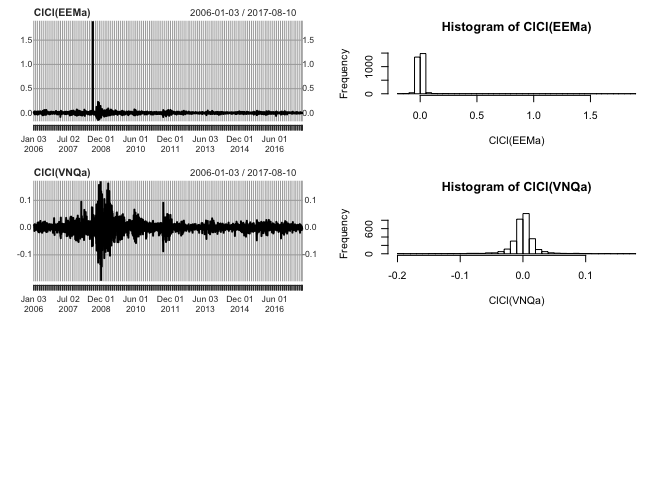 ClCl(EEMa) 2006-01-03 / 2017-08-10
1.5 1.5
1.0 1.0
0.5 0.5
0.0 0.0
Jan 03 Jul 02 Dec 01 Jun 01 Dec 01 Jun 03 Dec 01 Jun 01
2006 2007 2008 2010 2011 2013 2014 2016
Histogram of ClCl(EEMa)
Frequency
0 1000
0.0 0.5 1.0 1.5
ClCl(EEMa)
ClCl(VNQa) 2006-01-03 / 2017-08-10
0.1 0.1
0.0 0.0
-0.1 -0.1
Jan 03 Jul 02 Dec 01 Jun 01 Dec 01 Jun 03 Dec 01 Jun 01
2006 2007 2008 2010 2011 2013 2014 2016
Histogram of ClCl(VNQa)
Frequency
0 600
-0.2 -0.1 0.0 0.1
ClCl(VNQa)